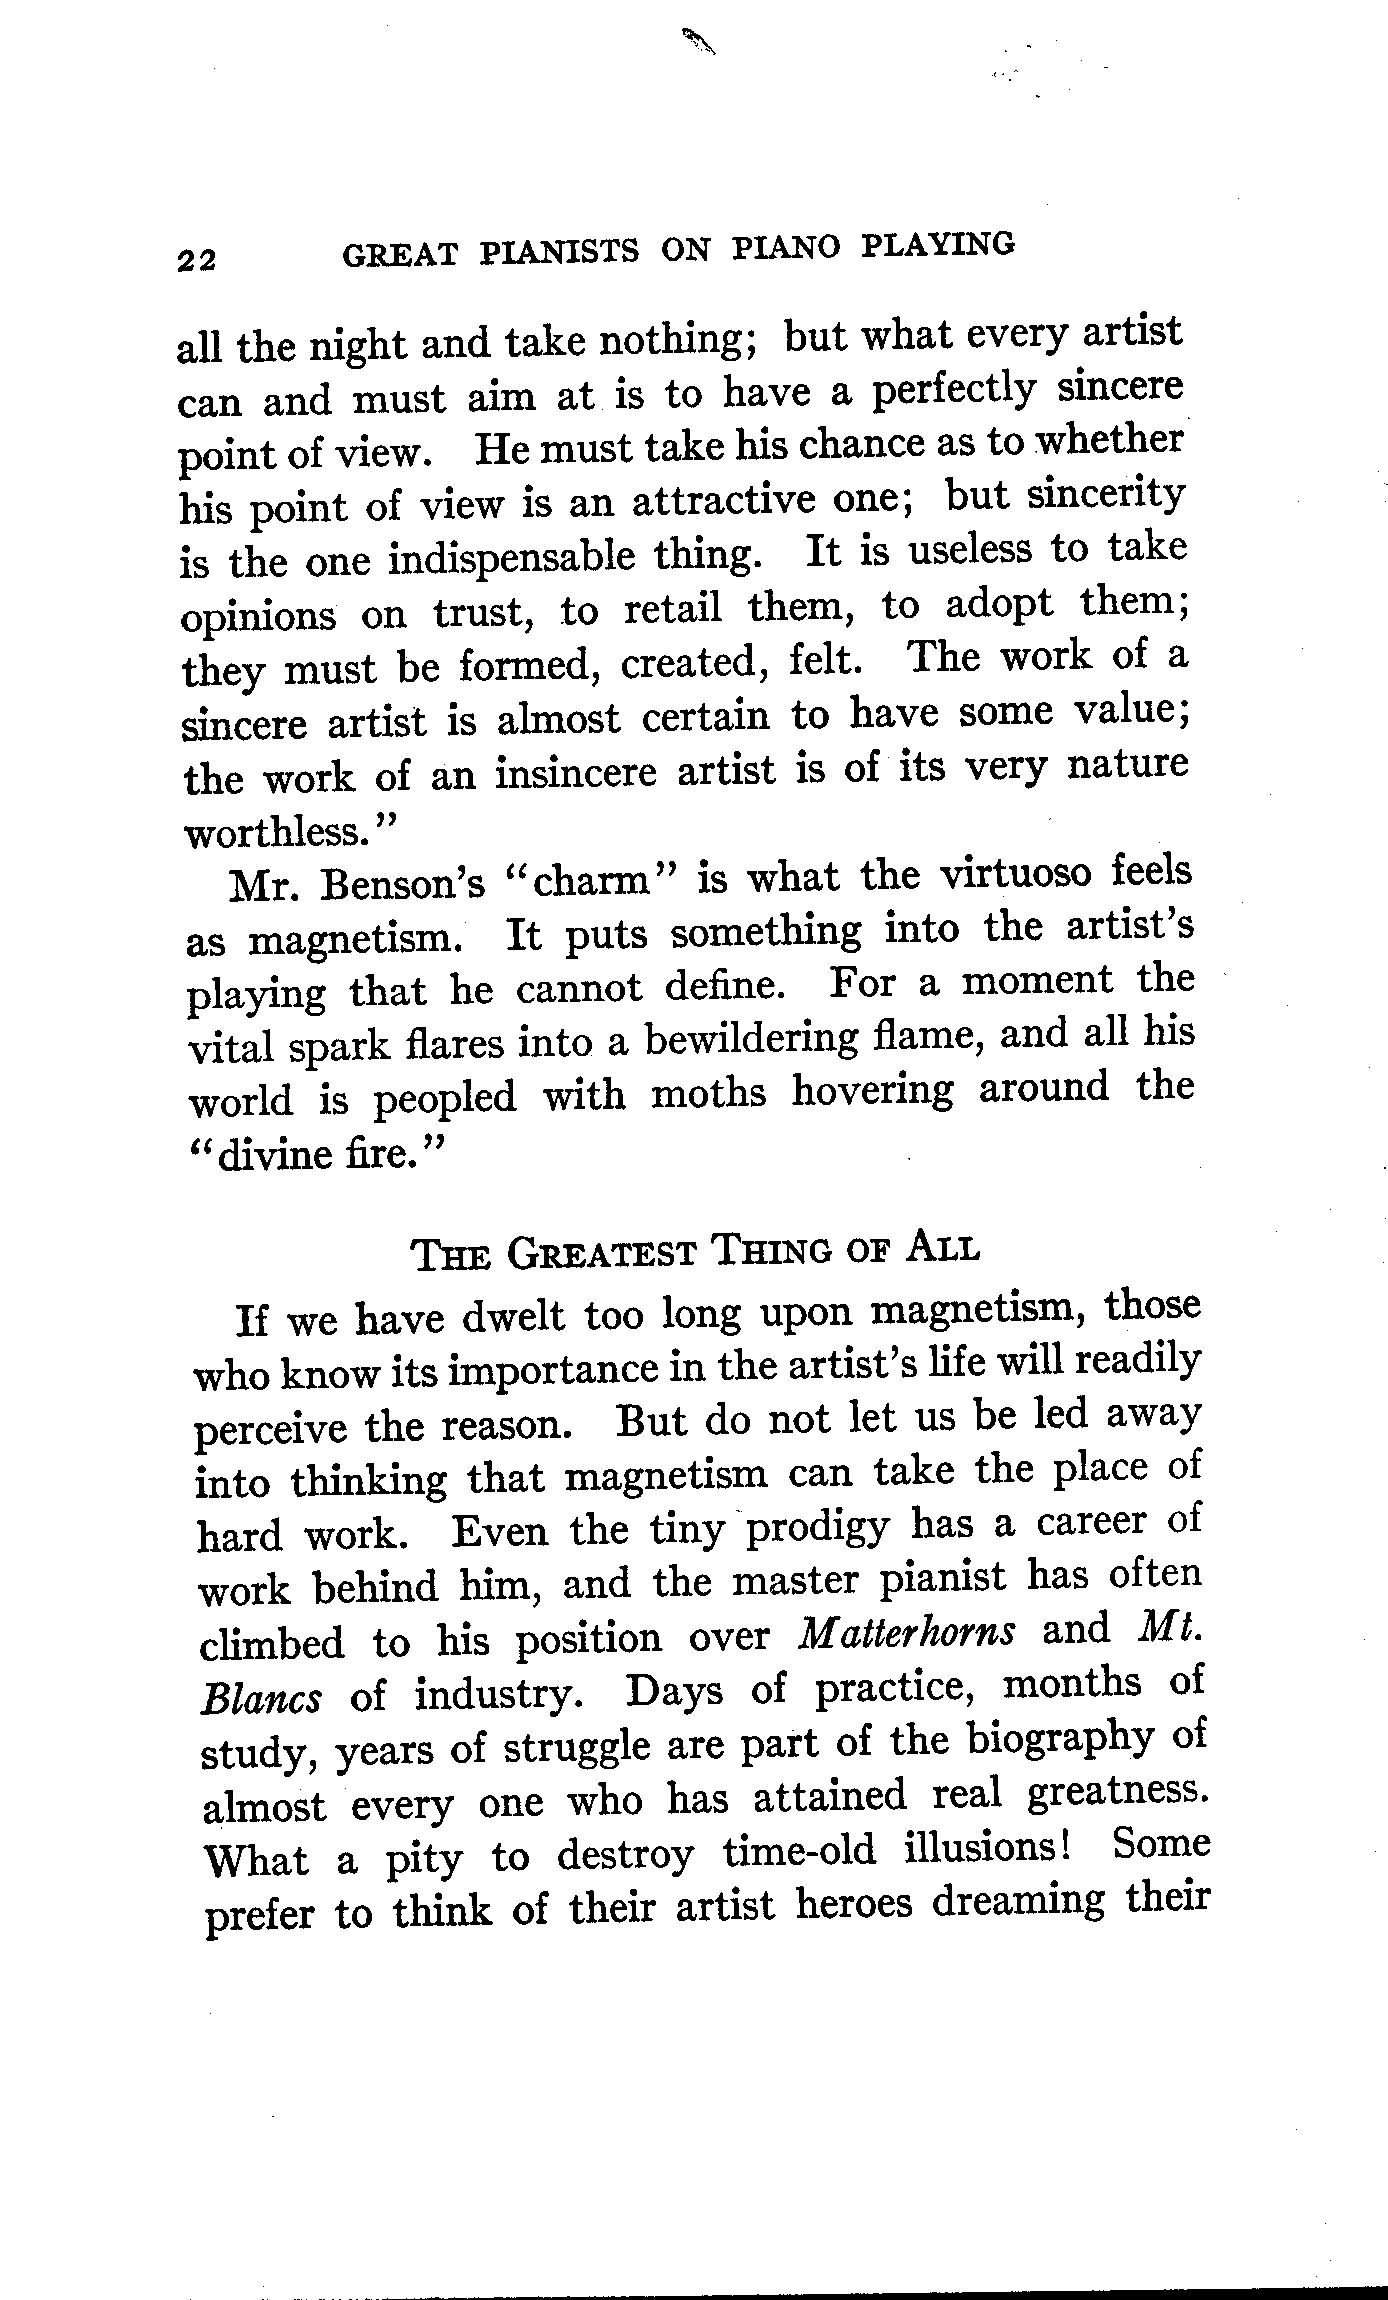 22 GREAT PIANISTS ON PIANO PLAYING
all the night and take nothing; but what every artist
can and must aim at is to have a perfectly sincere
point of view. He must take his chance as to whether
his point of view is an attractive one; but sincerity
is the one indispensable thing. It is useless to take
opinions on trust, to retail them, to adopt them;
they must be formed, created, felt. The work of a
sincere artist is almost certain to have some value;
the work of an insincere artist is of its very nature
worthless."
Mr. Benson's "charm" is what the virtuoso feels
as magnetism. It puts something into the artist's
playing that he cannot define. For a moment the
vital spark flares into a bewildering flame, and all his
world is peopled with moths hovering around the
"divine fire."
THE GREATEST THING OF ALL
If we have dwelt too long upon magnetism, those
who know its importance in the artist's life will readily
perceive the reason. But do not let us be led away
into thinking that magnetism can take the place of
hard work. Even the tiny prodigy has a career of
work behind him, and the master pianist has often
climbed to his position over Matterhorns and Mt.
Blancs of industry. Days of practice, months of
study, years of struggle are part of the biography of
almost every one who has attained real greatness.
What a pity to destroy time-old illusions! Some
prefer to think of their artist heroes dreaming their